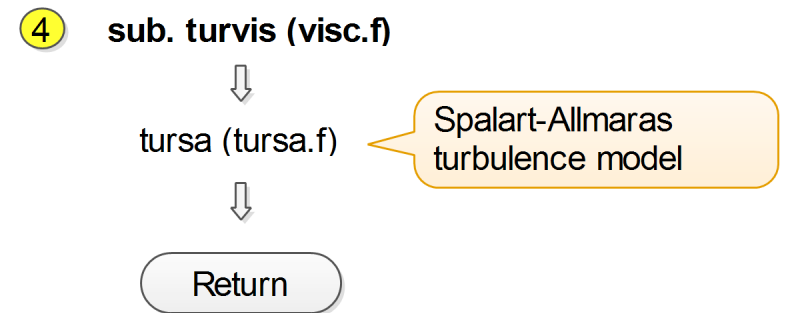 4 sub. turvis (visc.f)
tursa (tursa.f)
Spalart-Allmaras
turbulence model
Return